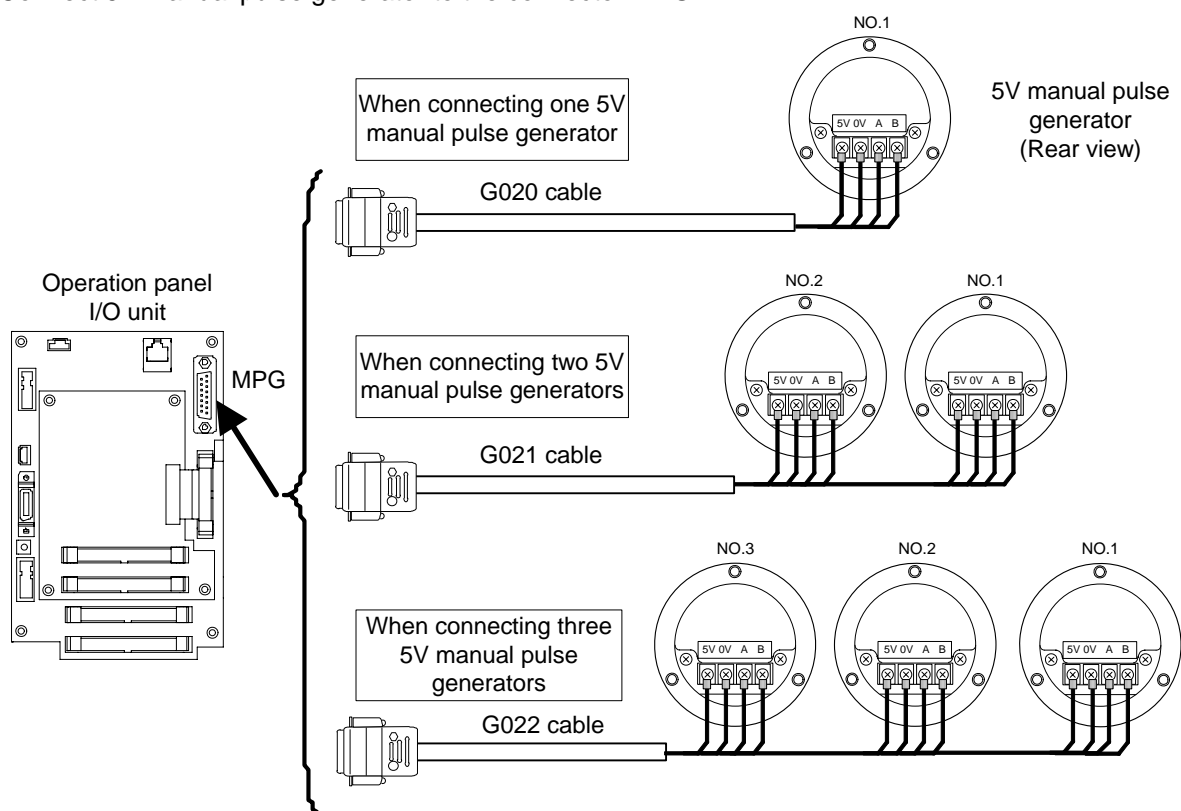 NO.1
When connecting one 5V
manual pulse generator
5V 0V A B
5V manual pulse
generator
(Rear view)
G020 cable
Operation panel
I/O unit
MPG
NO.2
NO.1
When connecting two 5V
manual pulse generators
5V 0V A B
5V 0V A B
G021 cable
NO.3
NO.2
NO.1
When connecting three
5V manual pulse
generators
5V 0V A B
5V 0V A B
5V 0V A B
G022 cable